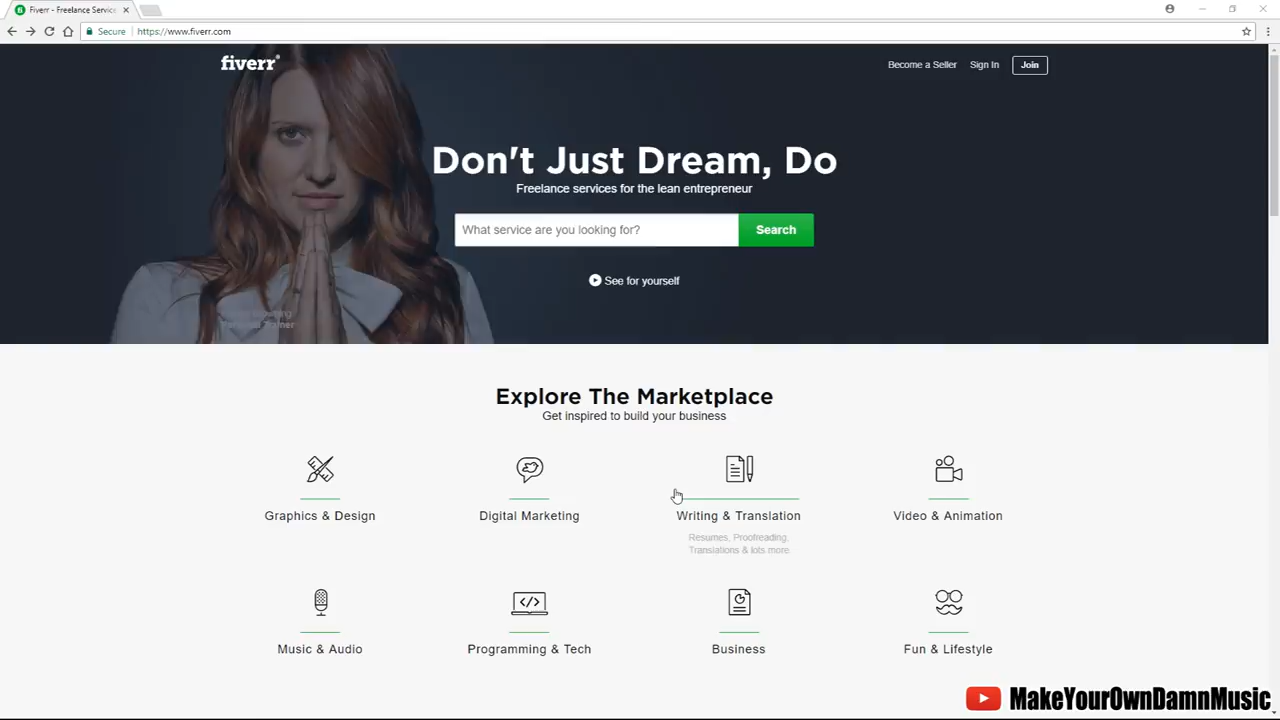 Fiverr - Freelance Servic
Secure
https://www.fiverr.com
fiverr
Become a Seller
Sign In
Join
Don't Just Dream, Do
Freelance services for the lean entrepreneur
What service are you looking for?
Search
See for yourself
Explore The Marketplace
Get inspired to build your business
Graphics & Design
Digital Marketing
Writing & Translation
Video & Animation
Resumes, Proofreading,
Translations & lots more.
Music & Audio
Programming & Tech
Business
Fun & Lifestyle
MakeYourOwnDamnMusic